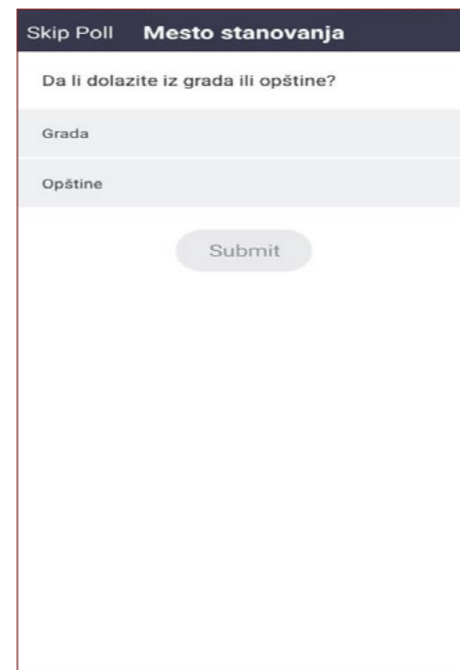 Skip Poll Mesto stanovanja
Da li dolazite iz grada ili opštine?
Grada
Opštine
Submit